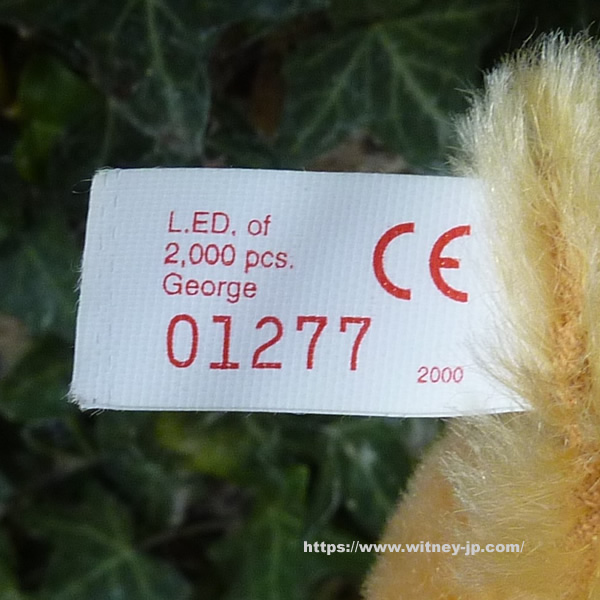 L.ED. of
2,000 pcs.
George
01277
CE
2000
https://www.witney-jp.com/